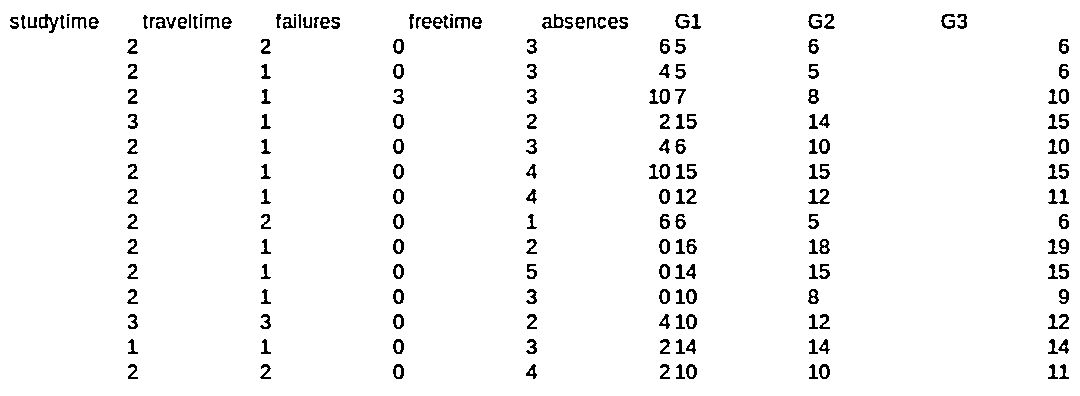 studytime traveltime failures freetime absences G1 G2 G3
2 2 0 3 6 5 6 6
2 1 0 3 4 5 5 6
2 1 3 3 10 7 8 10
3 1 0 2 2 15 14 15
2 1 0 3 4 6 10 10
2 1 0 4 10 15 15 15
2 1 0 4 0 12 12 11
2 2 0 1 6 6 5 6
2 1 0 2 0 16 18 19
2 1 0 5 0 14 15 15
2 1 0 3 0 10 8 9
3 3 0 2 4 10 12 12
1 1 0 3 2 14 14 14
2 2 0 4 2 10 10 11